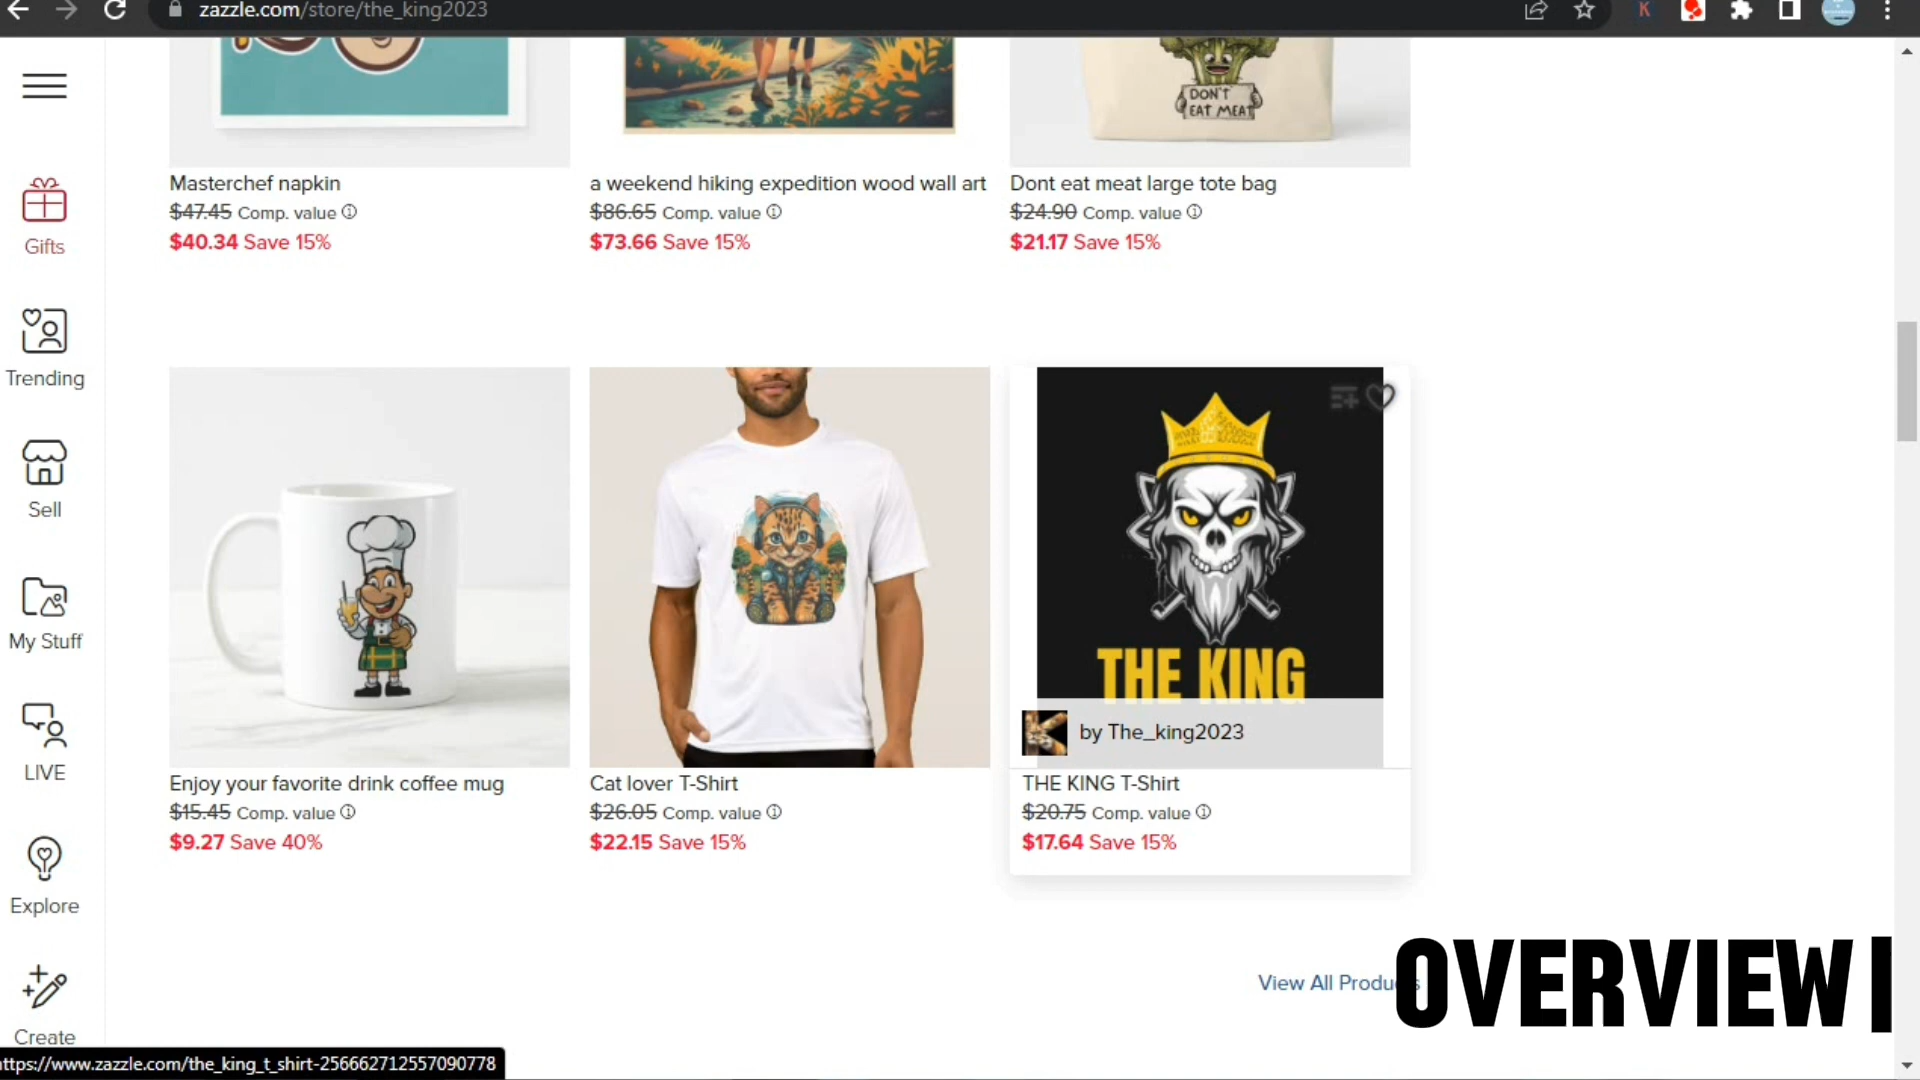 zazzle.com/store/the_king2023
K
DON'T
EAT MEAT
Gifts
Trending
Sell
My Stuff
LIVE
Explore
Create
Masterchef napkin
$47.45 Comp. value
$40.34 Save 15%
a weekend hiking expedition wood wall art
$86.65 Comp. value
$73.66 Save 15%
Dont eat meat large tote bag
$24.90 Comp. value
$21.17 Save 15%
THE KING
by The_king2023
Enjoy your favorite drink coffee mug
$15.45 Comp. value
$9.27 Save 40%
Cat lover T-Shirt
$26.05 Comp. value
$22.15 Save 15%
THE KING T-Shirt
$20.75 Comp. value
$17.64 Save 15%
View All Produ
OVERVIEW
ttps://www.zazzle.com/the_king_t_shirt-256662712557090778